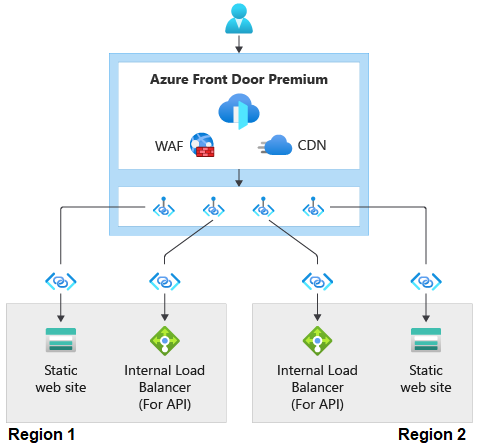 Azure Front Door Premium
WAF
CDN
Static
web site
Internal Load
Balancer
(For API)
Internal Load
Balancer
(For API)
Static
web site
Region 1
Region 2